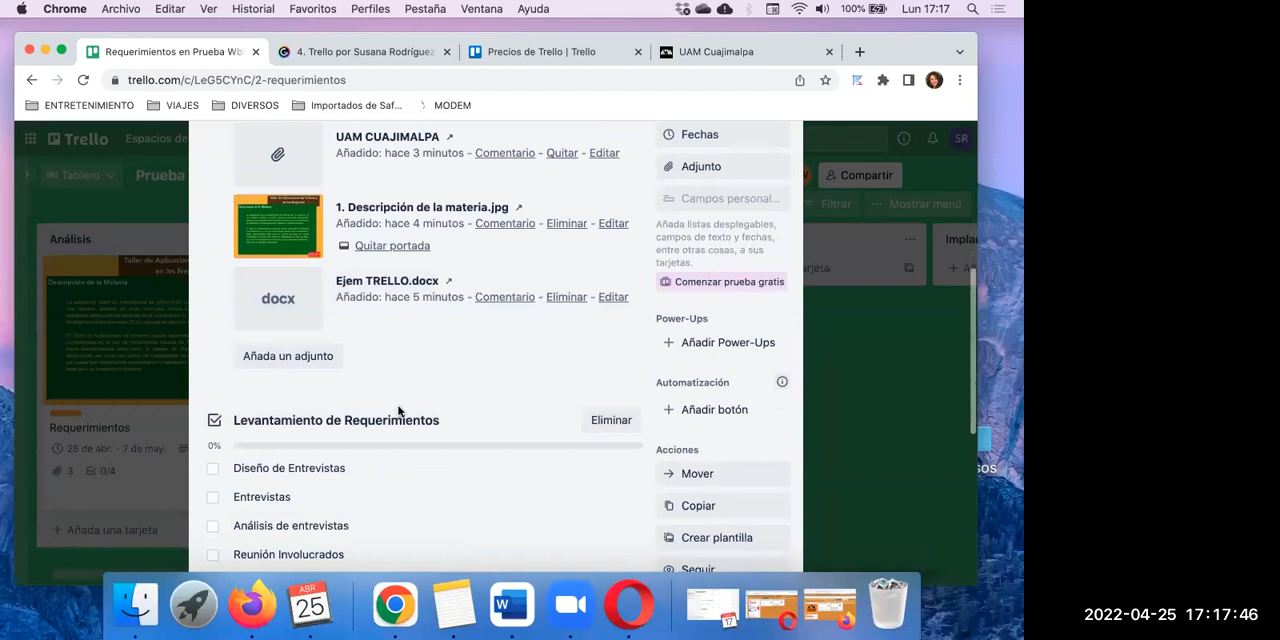 Chrome Archivo Editar Ver Historial Favoritos Perfiles Pestaña Ventana Ayuda 100% Lun 17:17
Requerimientos en Prueba Wb
4. Trello por Susana Rodríguez
Precios de Trello | Trello
UAM Cuajimalpa
trello.com/c/LeG5CYnC/2-requerimientos
ENTRETENIMIENTO VIAJES DIVERSOS Importados de Saf... MODEM
Trello Espacios de SR
Tablero Prueba Compartir
Filtrar ... Mostrar menú
Análisis
Taller de Aplicaciones
Descripción de la Materia
Requerimientos
25 de abr. - 7 de may.
3 0/4
+ Añada una tarjeta
UAM CUAJIMALPA ↗
Añadido: hace 3 minutos - Comentario - Quitar - Editar
1. Descripción de la materia.jpg ↗
Añadido: hace 4 minutos - Comentario - Eliminar - Editar
Quitar portada
docx
Ejem TRELLO.docx ↗
Añadido: hace 5 minutos - Comentario - Eliminar - Editar
Añada un adjunto
Levantamiento de Requerimientos
Eliminar
0%
Diseño de Entrevistas
Entrevistas
Análisis de entrevistas
Reunión Involucrados
Fechas
Adjunto
Campos personal...
Añada listas desplegables,
campos de texto y fechas,
entre otras cosas, a sus
tarjetas.
Comenzar prueba gratis
Power-Ups
+ Añadir Power-Ups
Automatización
+ Añadir botón
Acciones
→ Mover
Copiar
Crear plantilla
Seguir
ABR
25
17
2022-04-25 17:17:46